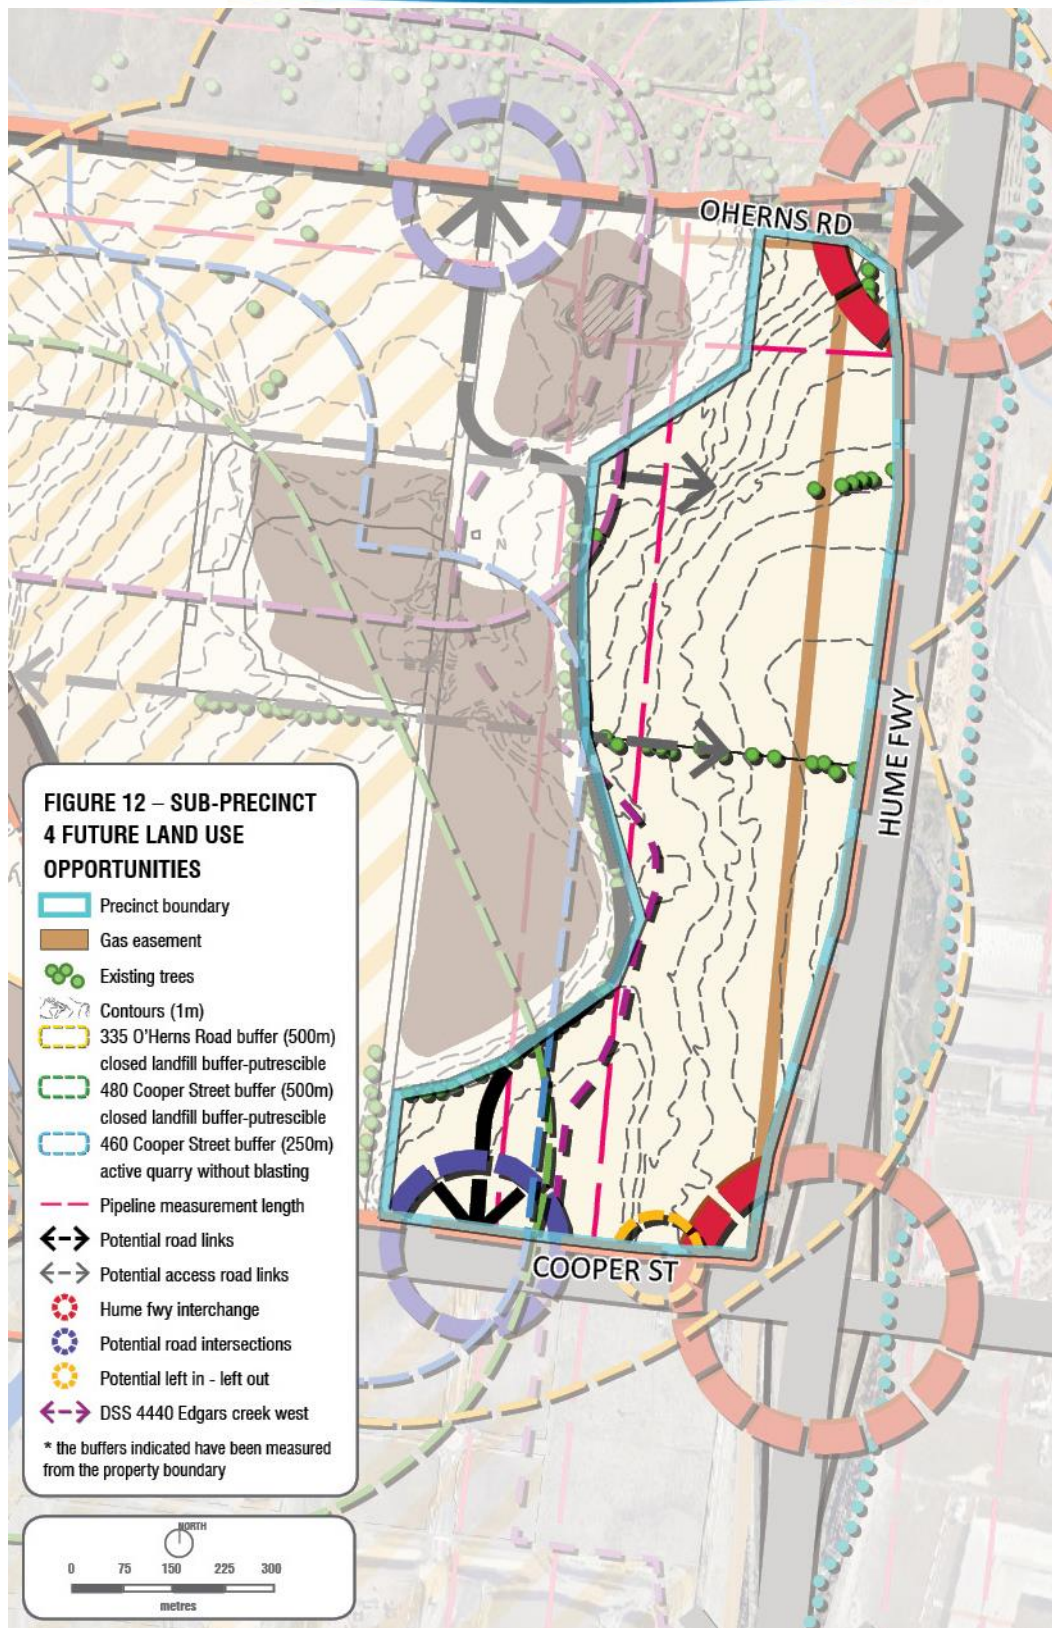 OHERNS RD
HUME FWY
FIGURE 12 – SUB-PRECINCT
4 FUTURE LAND USE
OPPORTUNITIES
Precinct boundary
Gas easement
Existing trees
Contours (1m)
335 O'Herns Road buffer (500m)
closed landfill buffer-putrescible
480 Cooper Street buffer (500m)
closed landfill buffer-putrescible
460 Cooper Street buffer (250m)
active quarry without blasting
Pipeline measurement length
Potential road links
Potential access road links
Hume fwy interchange
Potential road intersections
Potential left in - left out
DSS 4440 Edgars creek west
* the buffers indicated have been measured
from the property boundary
COOPER ST
NORTH
0 75 150 225 300
metres